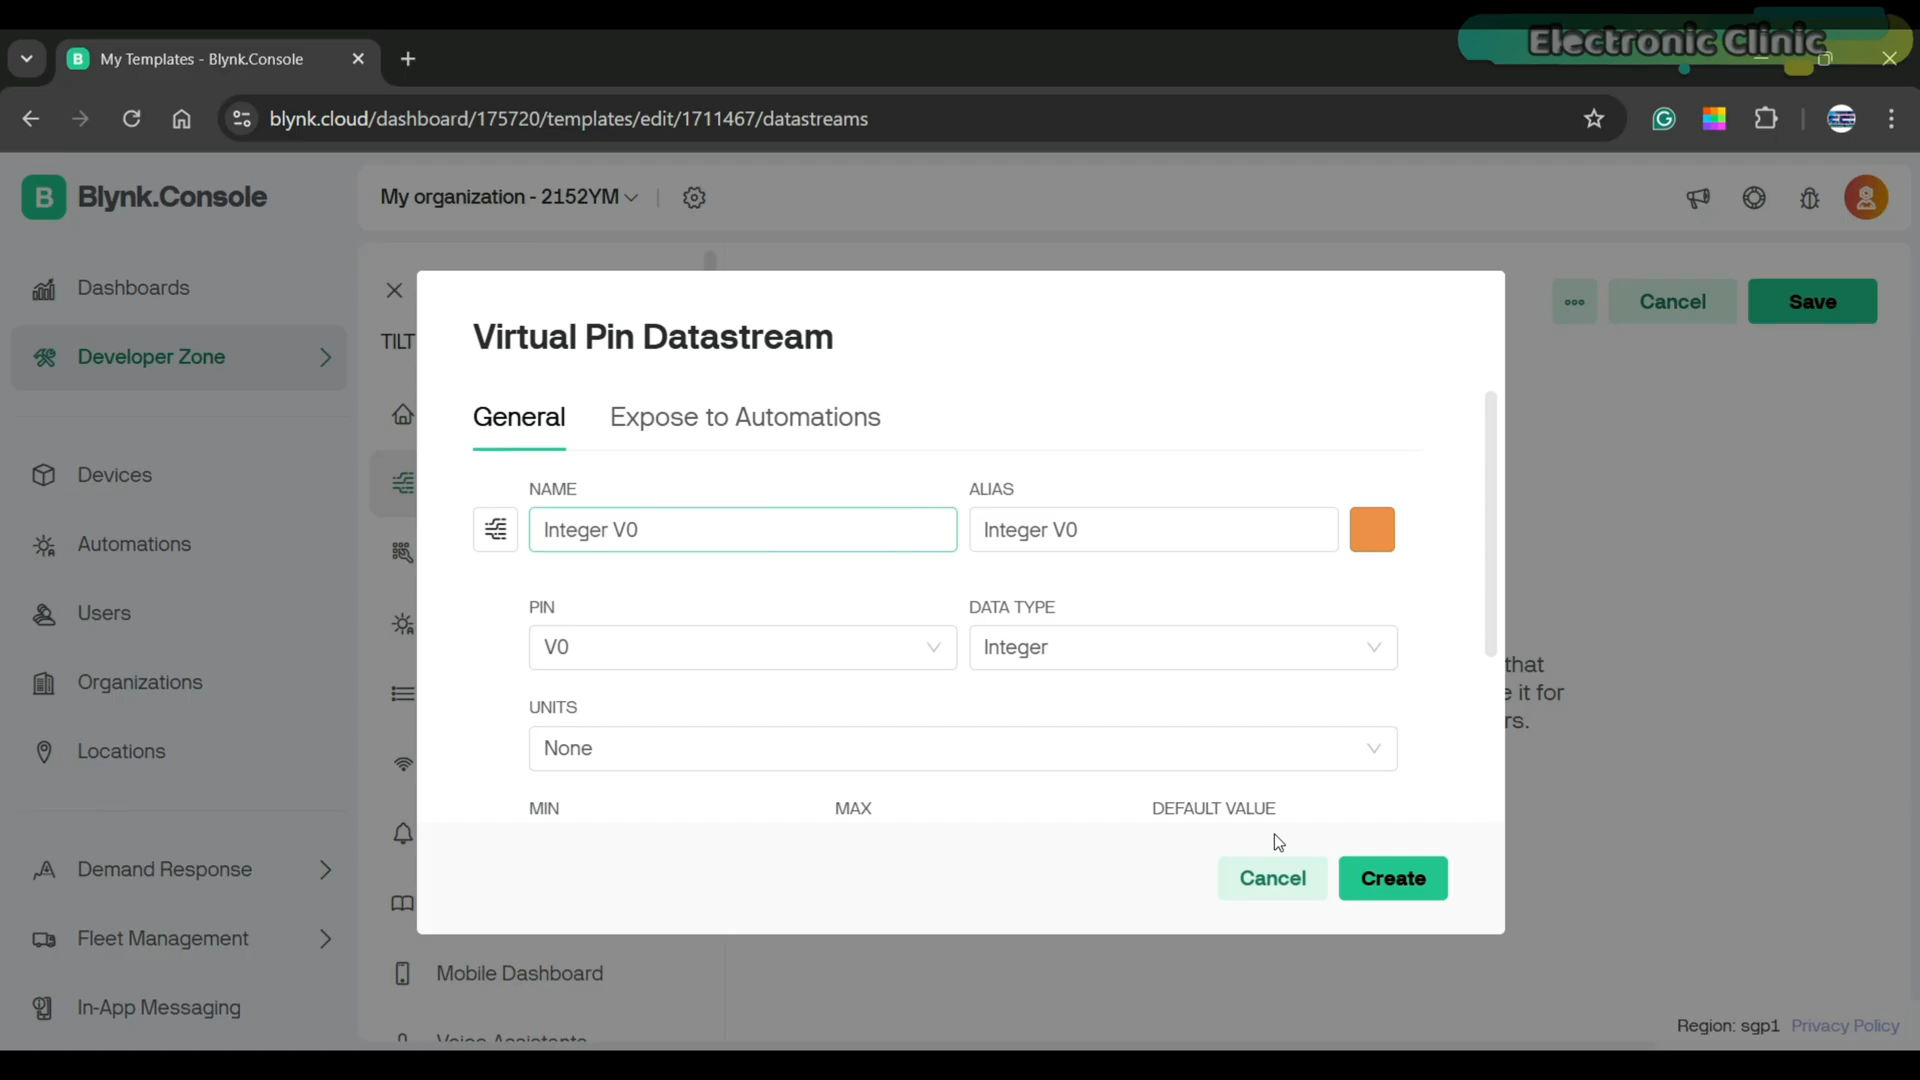 Electronic Clinic
My Templates - Blynk.Console
blynk.cloud/dashboard/175720/templates/edit/1711467/datastreams
B Blynk.Console
My organization - 2152YM
Dashboards
Developer Zone
Devices
Automations
Users
Organizations
Locations
Demand Response
Fleet Management
In-App Messaging
TILT
Cancel
Save
Virtual Pin Datastream
General
Expose to Automations
NAME
ALIAS
Integer V0
Integer V0
PIN
DATA TYPE
V0
Integer
UNITS
None
MIN
MAX
DEFAULT VALUE
Cancel
Create
that
e it for
rs.
Mobile Dashboard
Voice Assistants
Region: sgp1 Privacy Policy